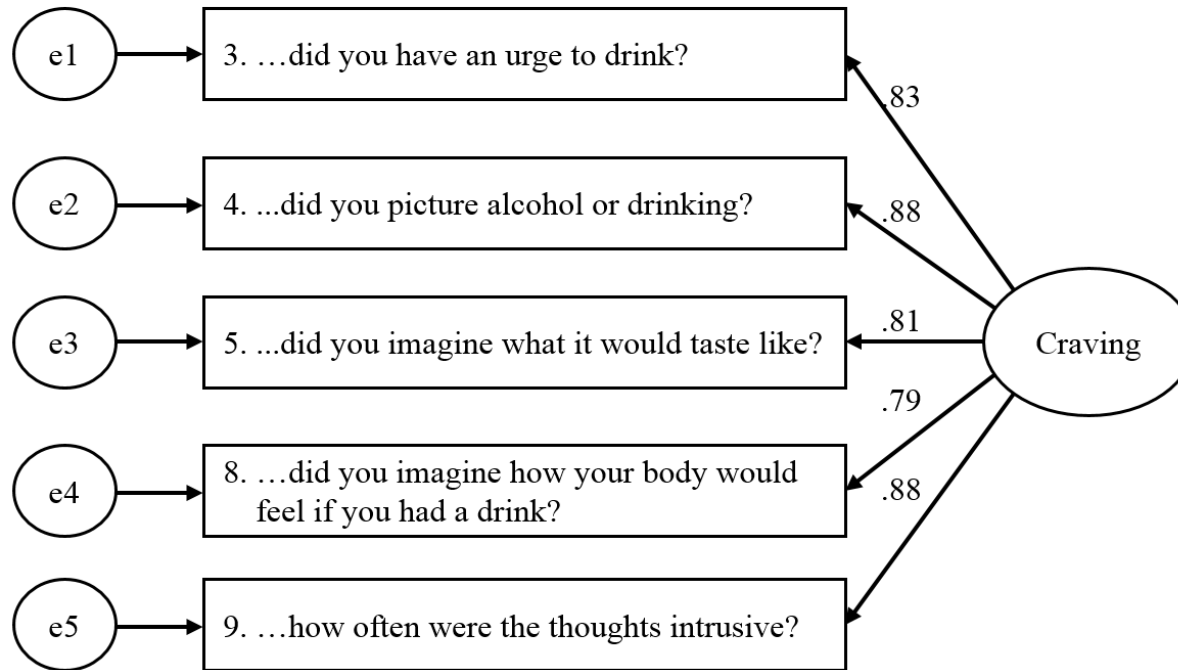 e1
3. …did you have an urge to drink?
.83
e2
4. ...did you picture alcohol or drinking?
.88
e3
5. ...did you imagine what it would taste like?
.81
Craving
.79
e4
8. …did you imagine how your body would
feel if you had a drink?
.88
e5
9. …how often were the thoughts intrusive?